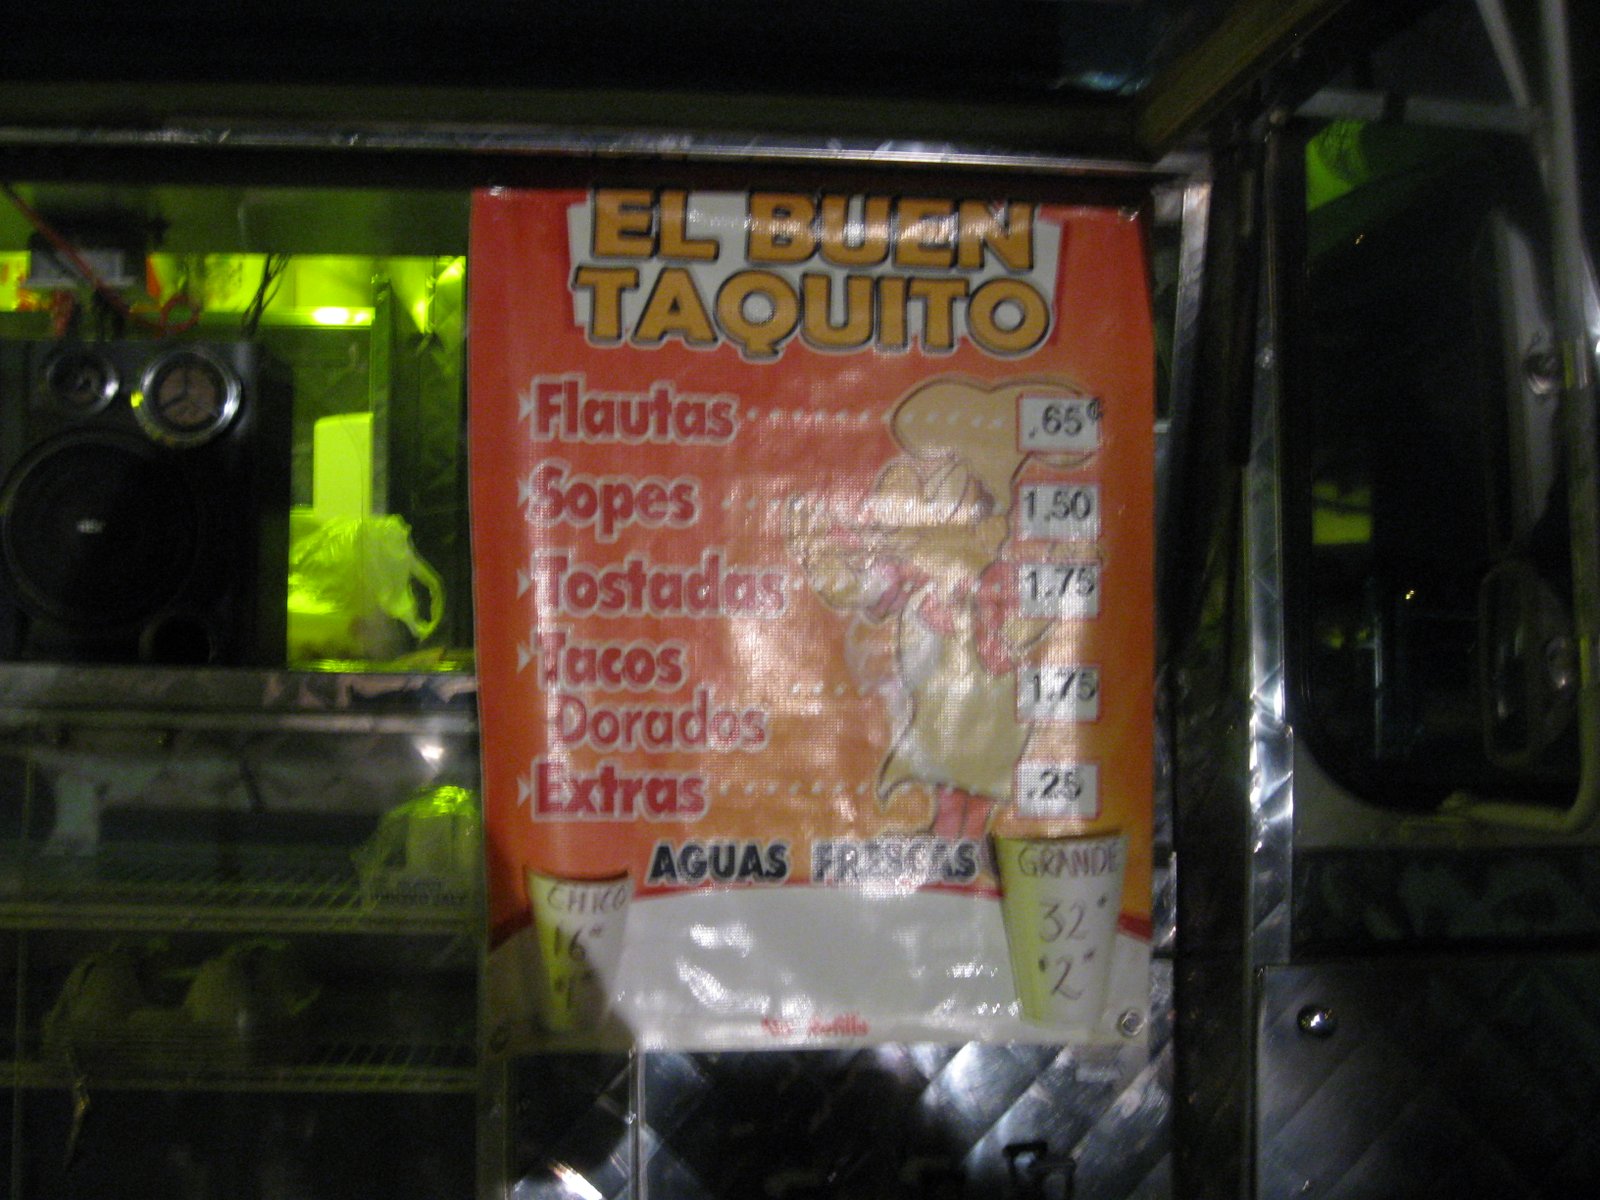 EL BUEN
TAQUITO
Flautas .65¢
Sopes 1.50
Tostadas 1.75
Tacos
Dorados 1.75
Extras .25
AGUAS FRESCAS
CHICO
16
GRANDE
32
2